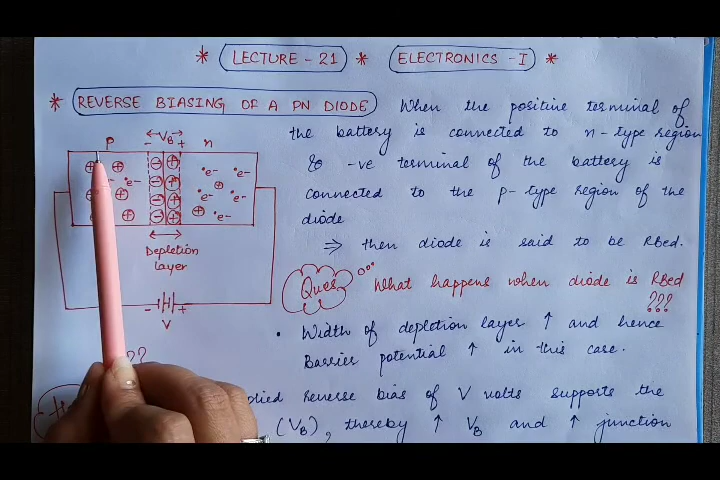 * LECTURE - 21 * ELECTRONICS - I *
* REVERSE BIASING OF A PN DIODE When the positive terminal of
the battery is connected to n-type region
& -ve terminal of the battery is
connected to the p-type region of the
diode
⇒ then diode is said to be RBed.
P ← VB → n
- +
Depletion
Layer
- +
V
??
Ques What happens when diode is RBed
???
• Width of depletion layer ↑ and hence
Barrier potential ↑ in this case.
plied reverse bias of V volts supports the
(VB), thereby ↑ VB and ↑ junction